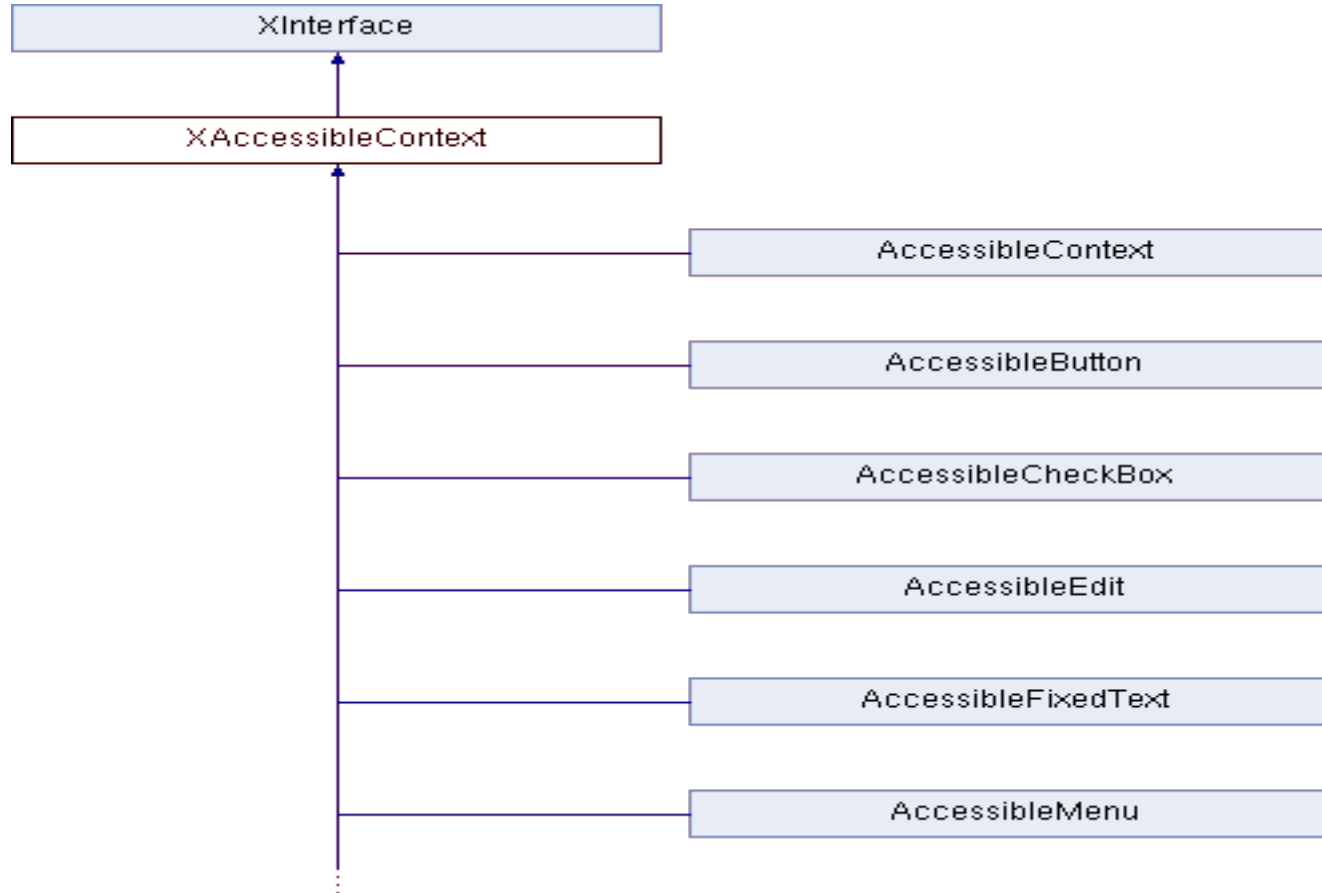 XInterface
XAccessibleContext
AccessibleContext
AccessibleButton
AccessibleCheckBox
AccessibleEdit
AccessibleFixedText
AccessibleMenu